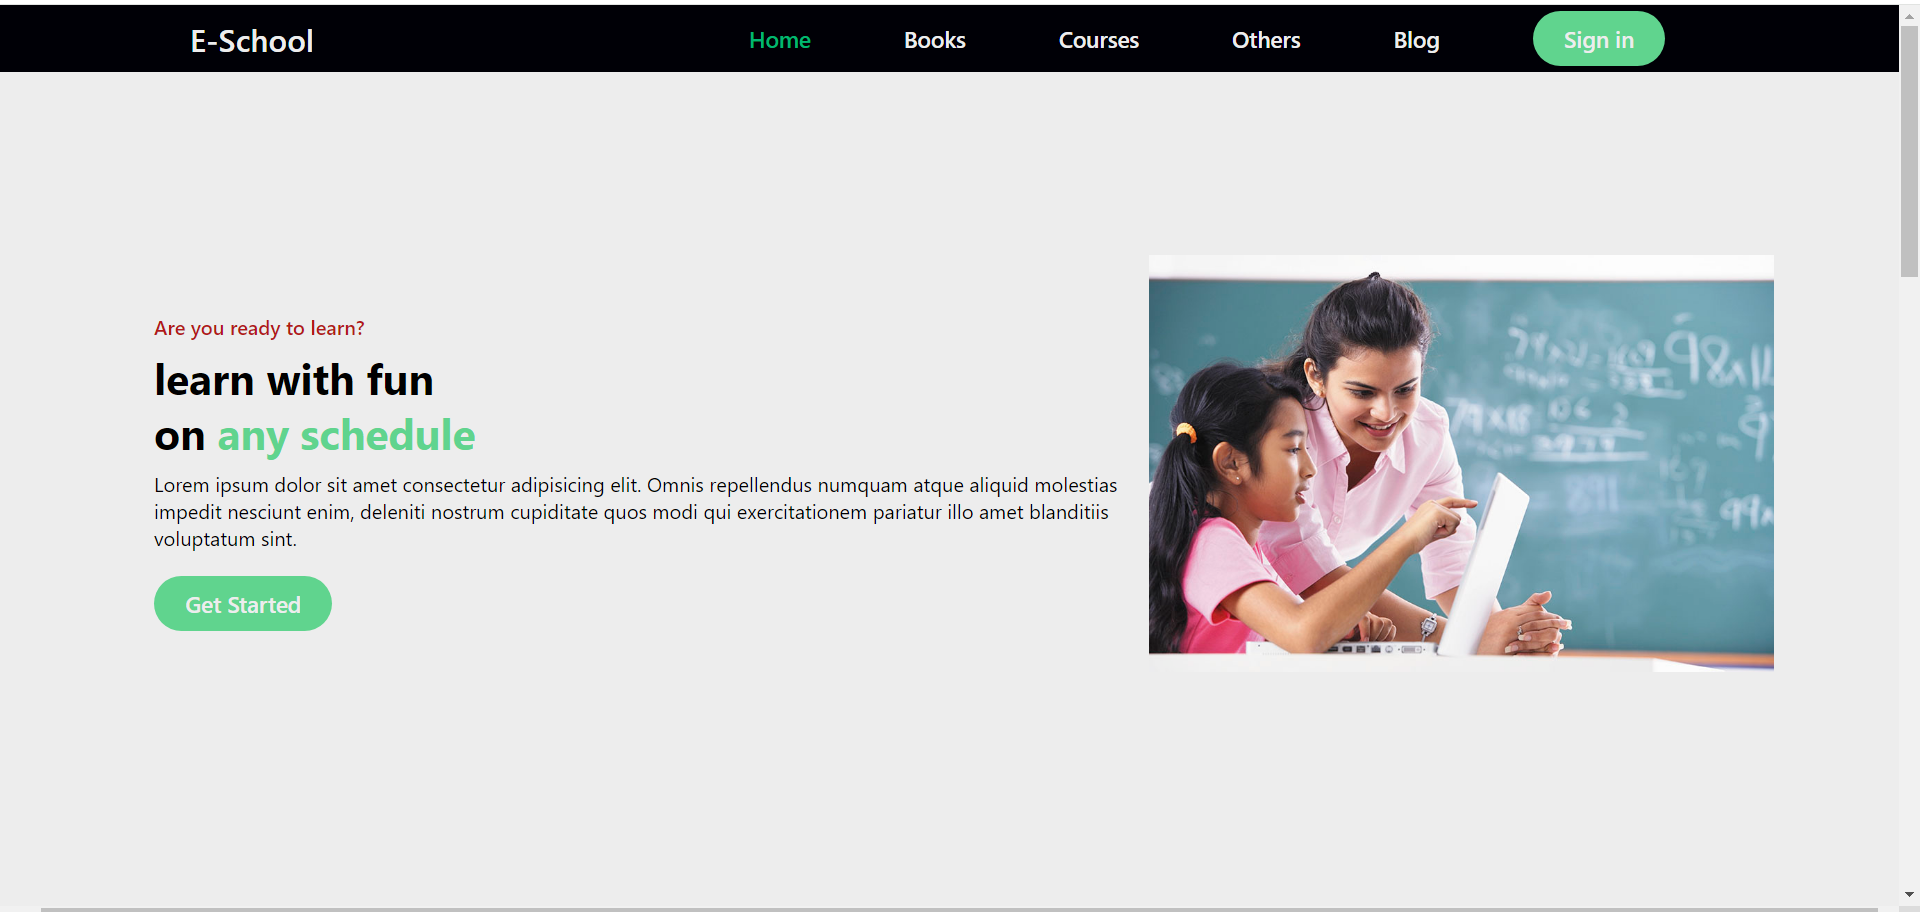 E-School
Home
Books
Courses
Others
Blog
Sign in
Are you ready to learn?
learn with fun
on any schedule
Lorem ipsum dolor sit amet consectetur adipisicing elit. Omnis repellendus numquam atque aliquid molestias
impedit nesciunt enim, deleniti nostrum cupiditate quos modi qui exercitationem pariatur illo amet blanditiis
voluptatum sint.
Get Started